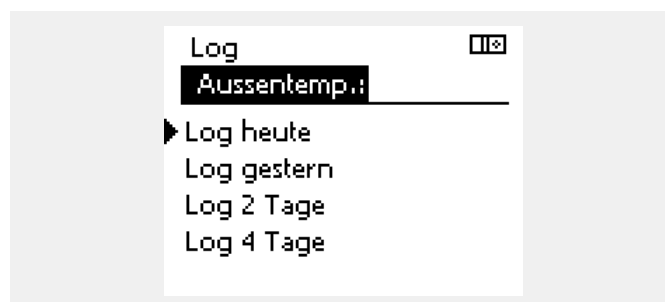 Log
Aussentemp.:
Log heute
Log gestern
Log 2 Tage
Log 4 Tage